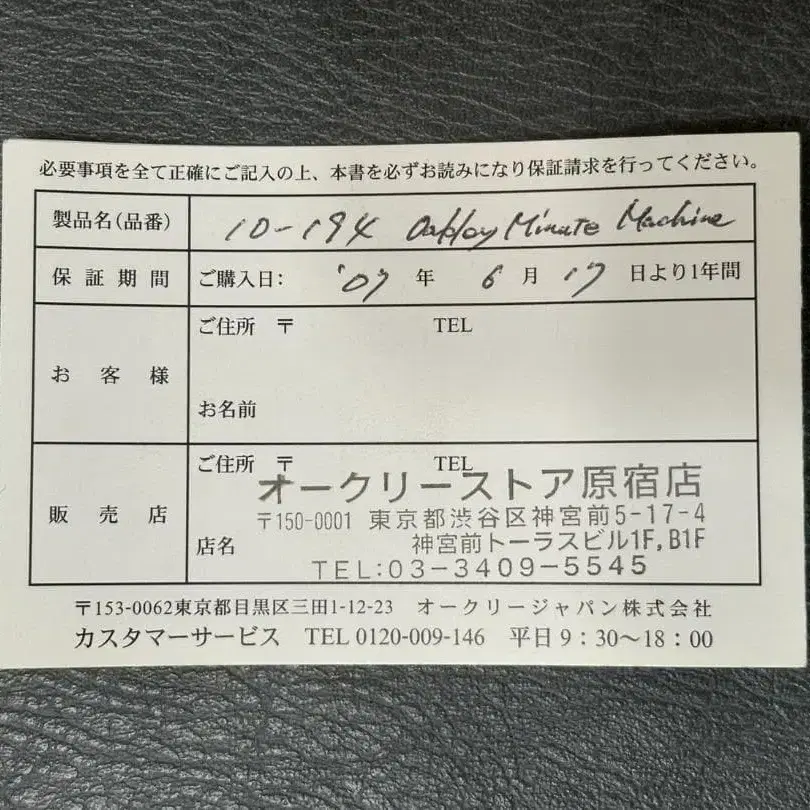 必要事項を全て正確にご記入の上、本書を必ずお読みになり保証請求を行ってください。
製品名(品番) 10-194 Oakley Minute Machine
保証期間 ご購入日: '07 年 6 月 17 日より1年間
お客様 ご住所 〒 TEL
お名前
販売店 ご住所 〒 TEL
オークリーストア原宿店
〒150-0001 東京都渋谷区神宮前5-17-4
店名 神宮前トーラスビル1F,B1F
TEL:03-3409-5545
〒153-0062東京都目黒区三田1-12-23 オークリージャパン株式会社
カスタマーサービス TEL 0120-009-146 平日9:30〜18:00